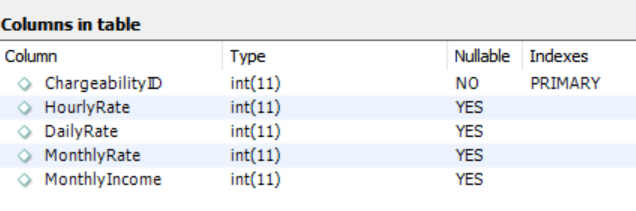 Columns in table
Column Type Nullable Indexes
ChargeabilityID int(11) NO PRIMARY
HourlyRate int(11) YES
DailyRate int(11) YES
MonthlyRate int(11) YES
MonthlyIncome int(11) YES